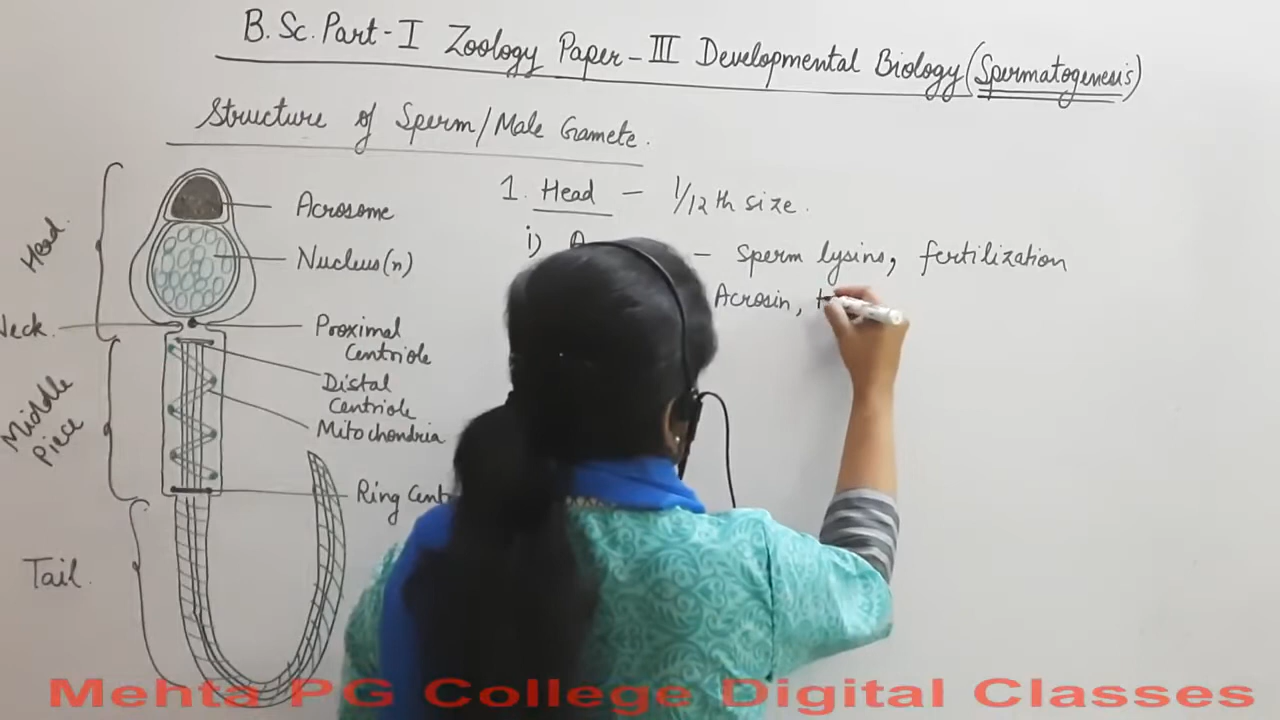 B. Sc. Part - I Zoology Paper - III Developmental Biology (Spermatogenesis)
Structure of Sperm/Male Gamete.
Head.
Acrosome
Nucleus(n)
Neck.
Proximal
Centriole
Distal
Centriole
Mitochondria
Middle
piece
Ring Cent
Tail.
1. Head - 1/12 th size.
i) A
- Sperm lysins, fertilization
Acrosin,
Mehta PG College Digital Classes